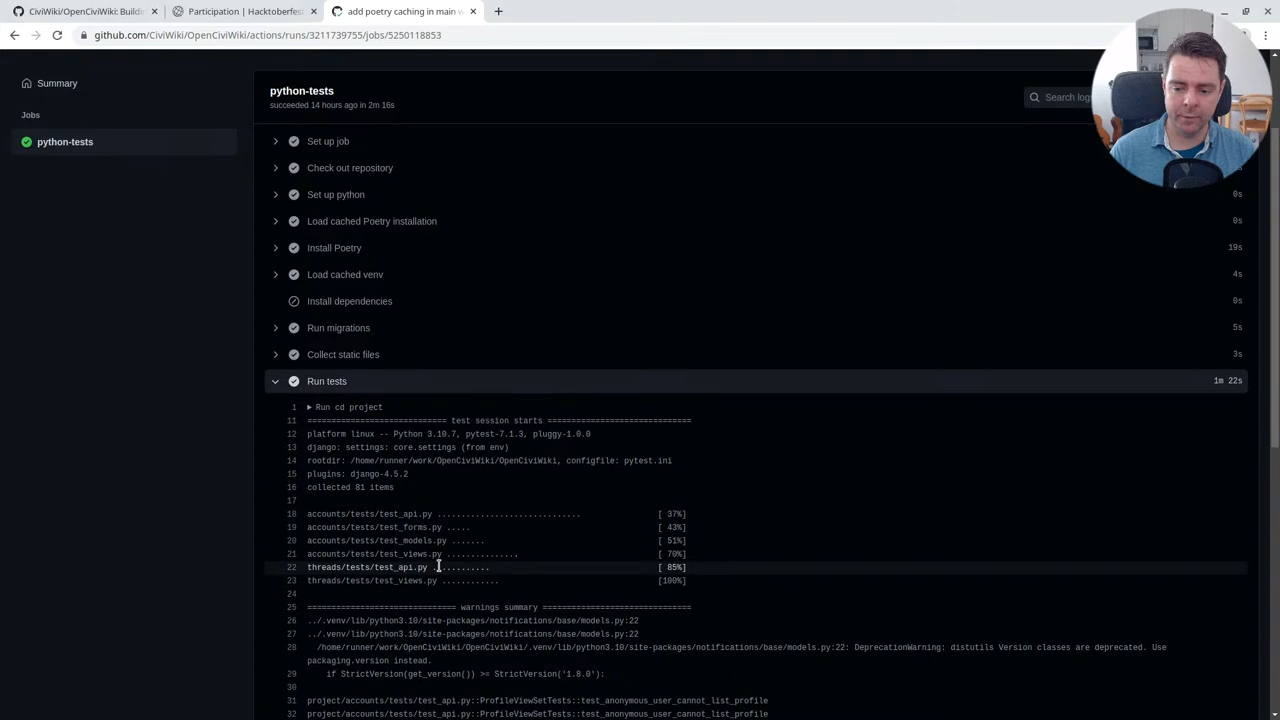 CiviWiki/OpenCiviWiki: Buildi
Participation | Hacktoberfes
add poetry caching in main w
github.com/CiviWiki/OpenCiviWiki/actions/runs/3211739755/jobs/5250118853
Summary
Jobs
python-tests
python-tests
succeeded 14 hours ago in 2m 16s
Search logs
Set up job
Check out repository
Set up python 0s
Load cached Poetry installation 0s
Install Poetry 19s
Load cached venv 4s
Install dependencies 0s
Run migrations 5s
Collect static files 3s
Run tests 1m 22s
1 Run cd project
11 ============================= test session starts ==============================
12 platform linux -- Python 3.10.7, pytest-7.1.3, pluggy-1.0.0
13 django: settings: core.settings (from env)
14 rootdir: /home/runner/work/OpenCiviWiki/OpenCiviWiki, configfile: pytest.ini
15 plugins: django-4.5.2
16 collected 81 items
17
18 accounts/tests/test_api.py .............................. [ 37%]
19 accounts/tests/test_forms.py ..... [ 43%]
20 accounts/tests/test_models.py ....... [ 51%]
21 accounts/tests/test_views.py ............... [ 70%]
22 threads/tests/test_api.py ............ [ 85%]
23 threads/tests/test_views.py ............ [100%]
24
25 =============================== warnings summary ===============================
26 ../.venv/lib/python3.10/site-packages/notifications/base/models.py:22
27 ../.venv/lib/python3.10/site-packages/notifications/base/models.py:22
28 /home/runner/work/OpenCiviWiki/OpenCiviWiki/.venv/lib/python3.10/site-packages/notifications/base/models.py:22: DeprecationWarning: distutils Version classes are deprecated. Use
packaging.version instead.
29 if StrictVersion(get_version()) >= StrictVersion('1.8.0'):
30
31 project/accounts/tests/test_api.py::ProfileViewSetTests::test_anonymous_user_cannot_list_profile
32 project/accounts/tests/test_api.py::ProfileViewSetTests::test_anonymous_user_cannot_list_profile